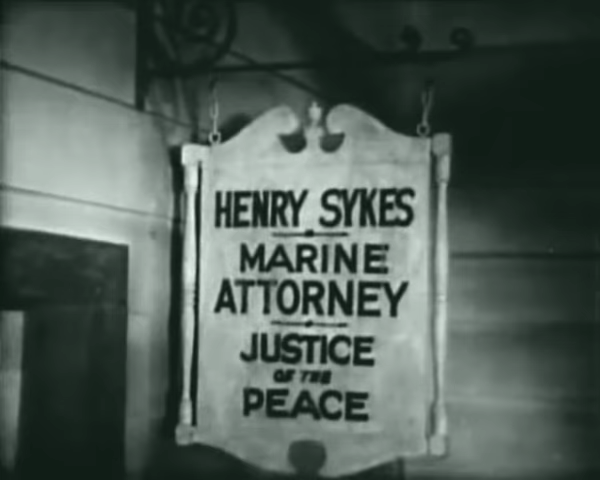 HENRY SYKES
MARINE
ATTORNEY
JUSTICE
OF THE
PEACE